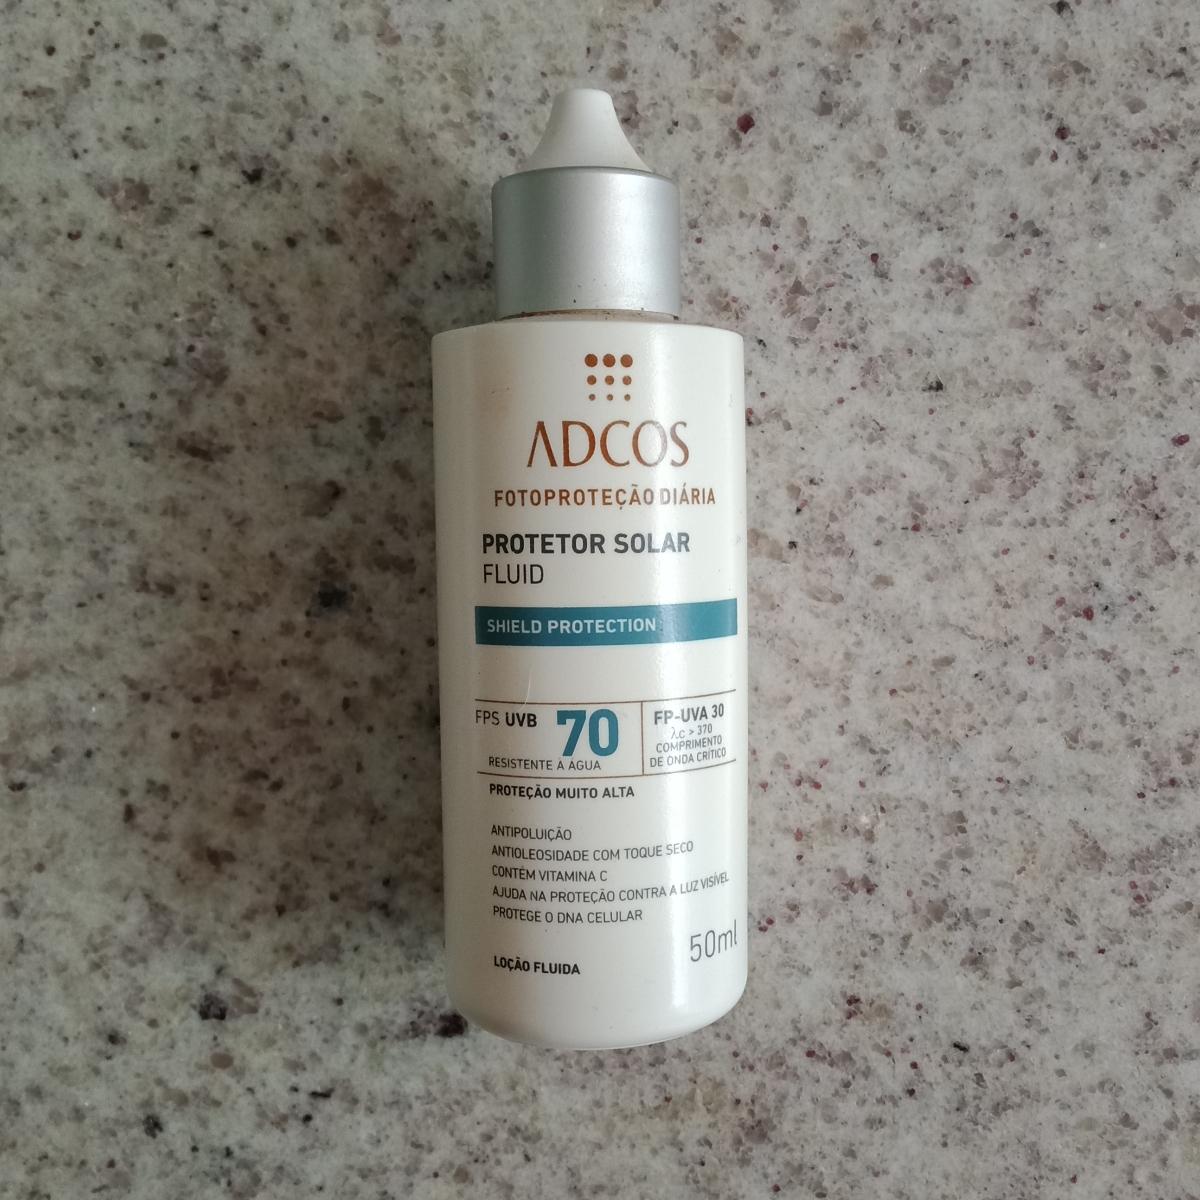 ADCOS
FOTOPROTEÇÃO DIÁRIA
PROTETOR SOLAR
FLUID
SHIELD PROTECTION
FPS UVB 70
RESISTENTE À ÁGUA
FP-UVA 30
λc > 370
COMPRIMENTO
DE ONDA CRÍTICO
PROTEÇÃO MUITO ALTA
ANTIPOLUIÇÃO
ANTIOLEOSIDADE COM TOQUE SECO
CONTÉM VITAMINA C
AJUDA NA PROTEÇÃO CONTRA A LUZ VISÍVEL
PROTEGE O DNA CELULAR
50ml
LOÇÃO FLUIDA